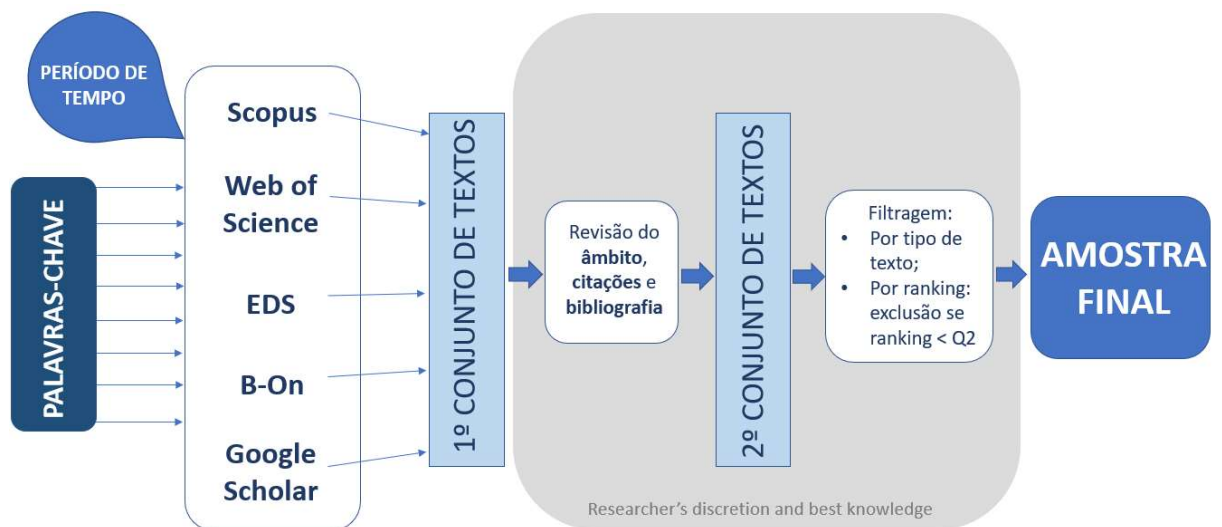 PERÍODO DE
TEMPO
PALAVRAS-CHAVE
Scopus
Web of
Science
EDS
B-On
Google
Scholar
1º CONJUNTO DE TEXTOS
Revisão do
âmbito,
citações e
bibliografia
2º CONJUNTO DE TEXTOS
Filtragem:
• Por tipo de
texto;
• Por ranking:
exclusão se
ranking < Q2
AMOSTRA
FINAL
Researcher’s discretion and best knowledge